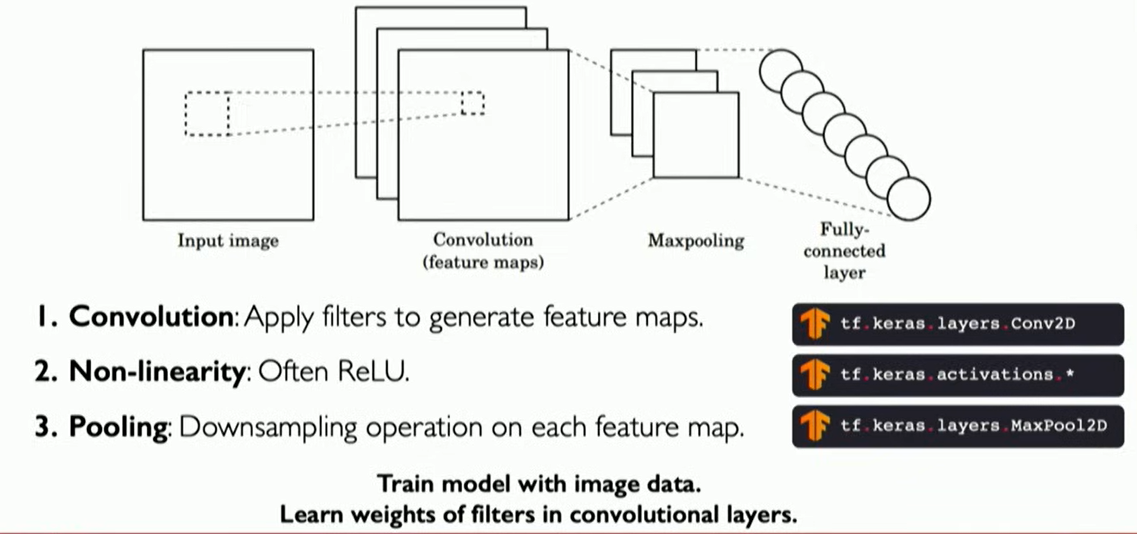 Input image
Convolution
(feature maps)
Maxpooling
Fully-
connected
layer
1. Convolution: Apply filters to generate feature maps.
tf.keras.layers.Conv2D
2. Non-linearity: Often ReLU.
tf.keras.activations.*
3. Pooling: Downsampling operation on each feature map.
tf.keras.layers.MaxPool2D
Train model with image data.
Learn weights of filters in convolutional layers.